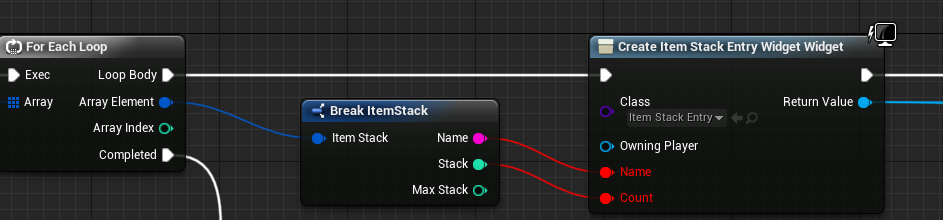 For Each Loop
Exec
Loop Body
Array
Array Element
Array Index
Completed
Break ItemStack
Item Stack
Name
Stack
Max Stack
Create Item Stack Entry Widget Widget
Class
Item Stack Entry
Return Value
Owning Player
Name
Count